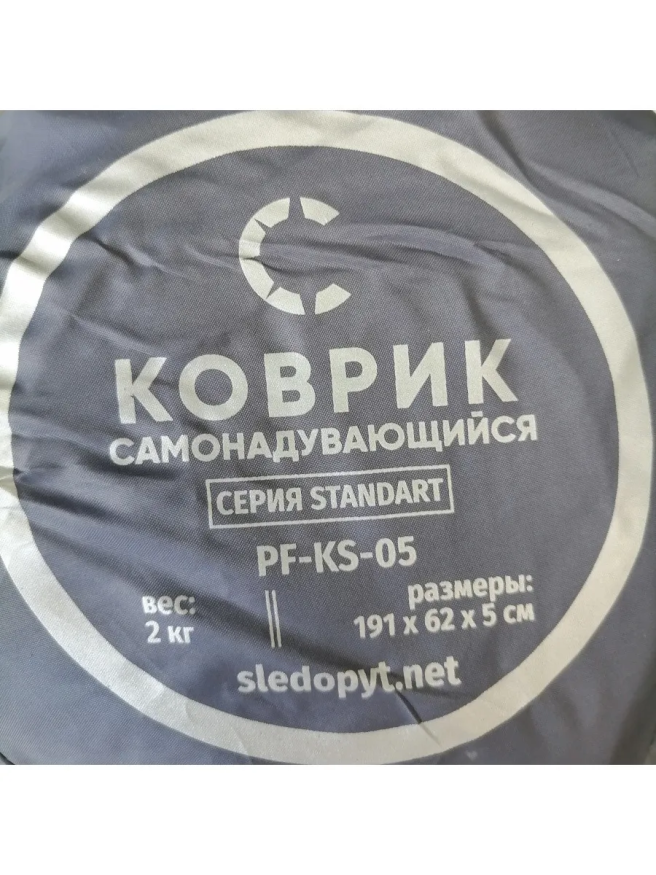 КОВРИК
САМОНАДУВАЮЩИЙСЯ
СЕРИЯ STANDART
PF-KS-05
вес:
2 кг
размеры:
191 x 62 x 5 см
sledopyt.net